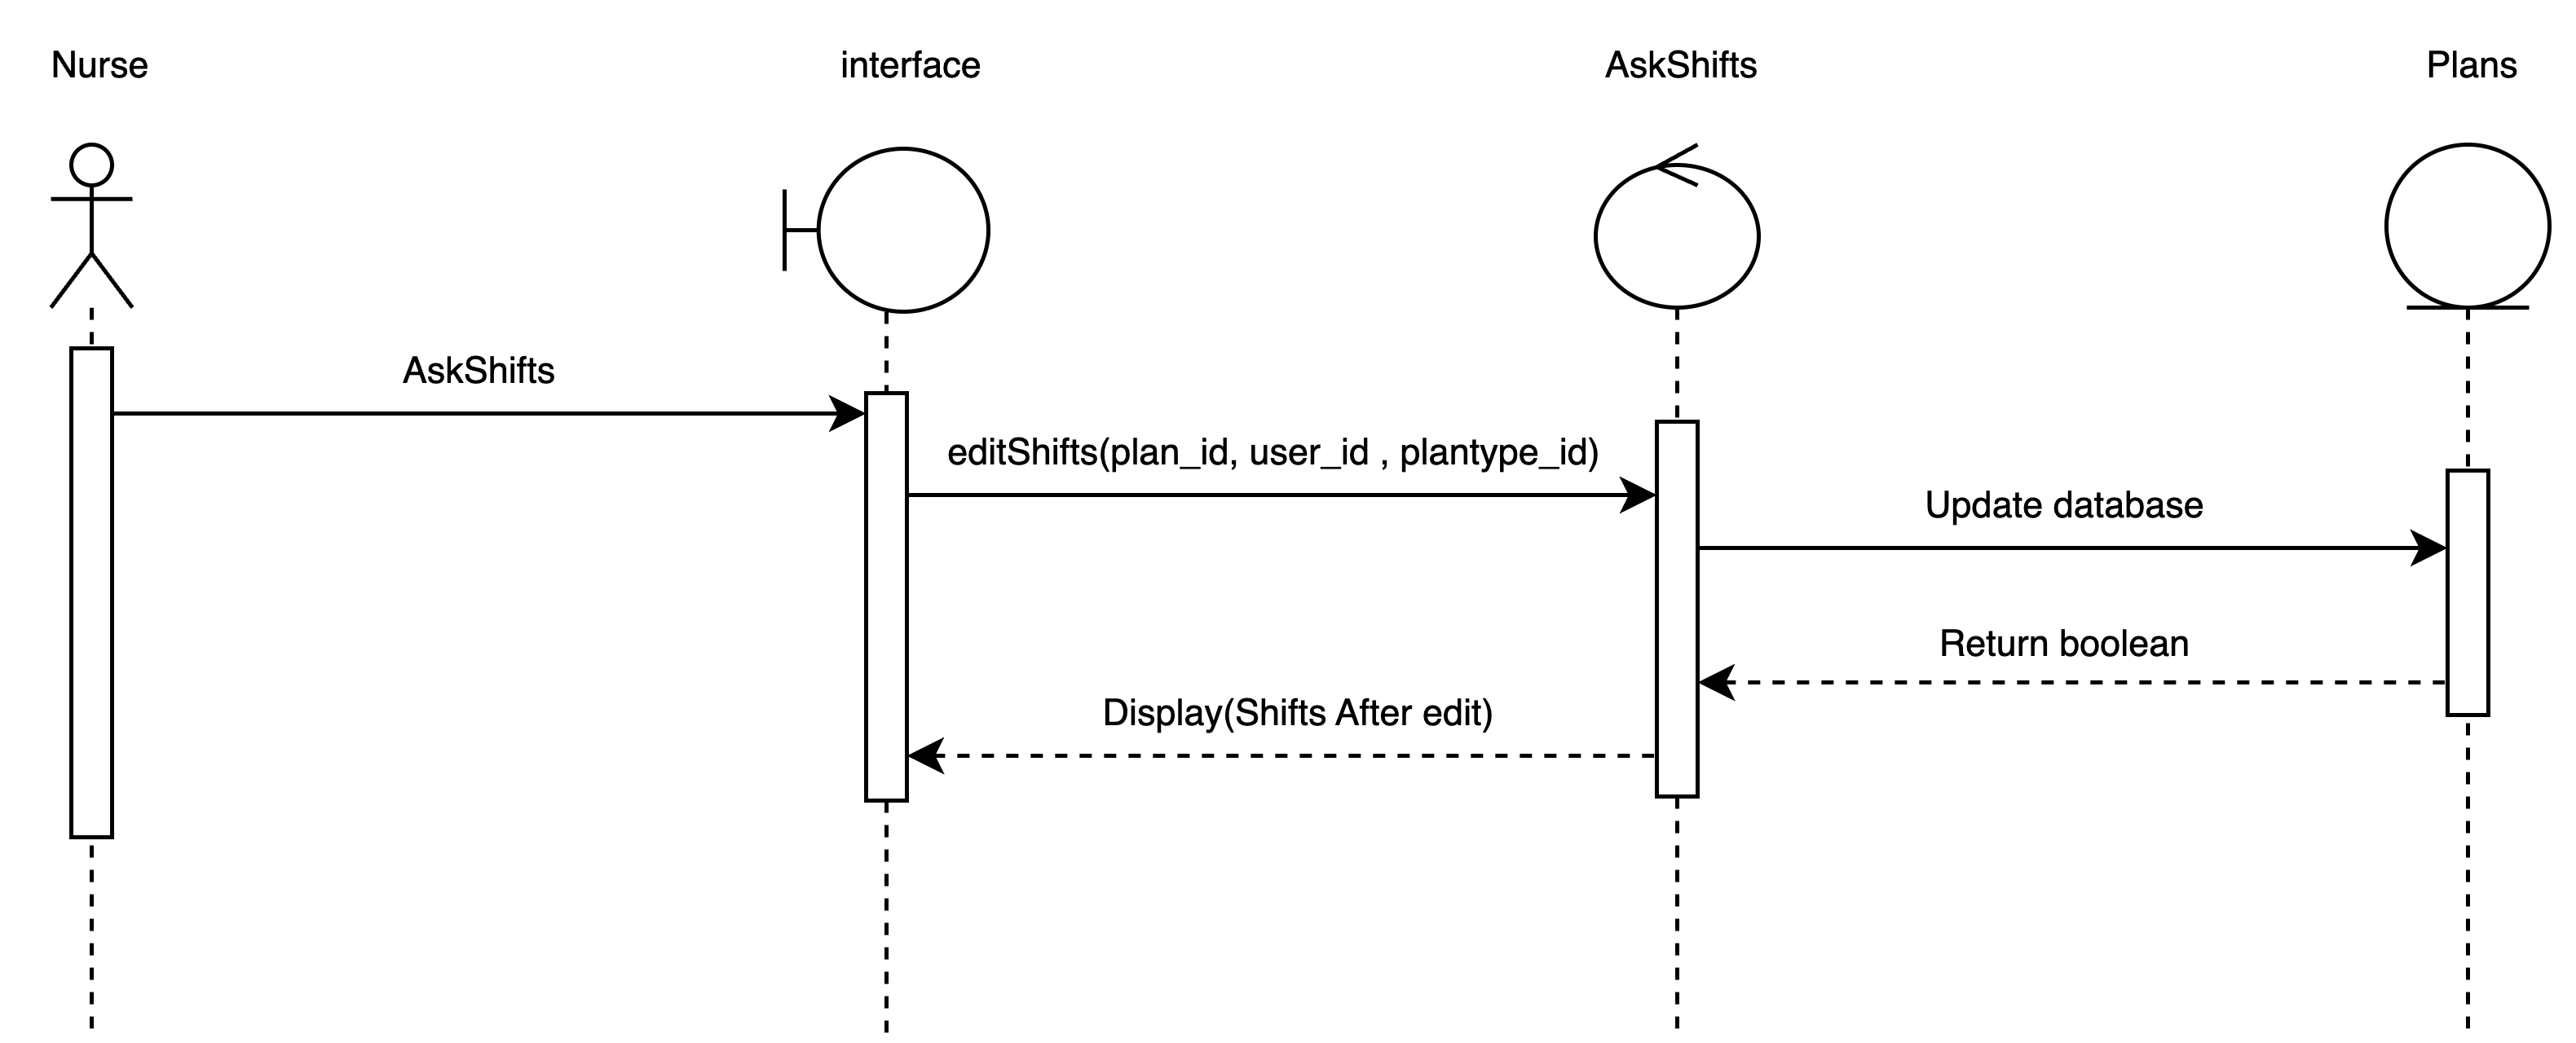 Nurse
interface
AskShifts
Plans
AskShifts
editShifts(plan_id, user_id , plantype_id)
Update database
Return boolean
Display(Shifts After edit)